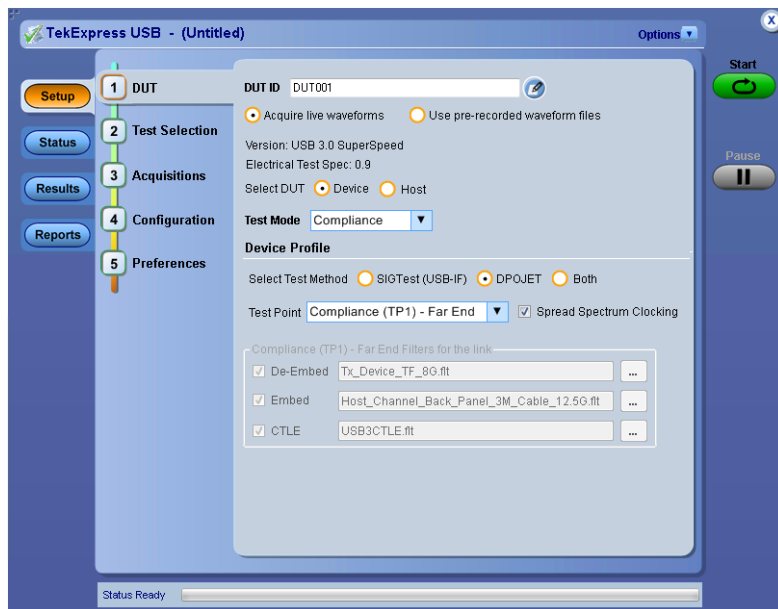 TekExpress USB - (Untitled)
Options
X
Start
Pause
Setup
Status
Results
Reports
1 DUT
2 Test Selection
3 Acquisitions
4 Configuration
5 Preferences
DUT ID DUT001
Acquire live waveforms Use pre-recorded waveform files
Version: USB 3.0 SuperSpeed
Electrical Test Spec: 0.9
Select DUT Device Host
Test Mode Compliance
Device Profile
Select Test Method SIGTest (USB-IF) DPOJET Both
Test Point Compliance (TP1) - Far End Spread Spectrum Clocking
Compliance (TP1) - Far End Filters for the link
De-Embed Tx_Device_TF_8G.flt ...
Embed Host_Channel_Back_Panel_3M_Cable_12.5G.flt ...
CTLE USB3CTLE.flt ...
Status Ready